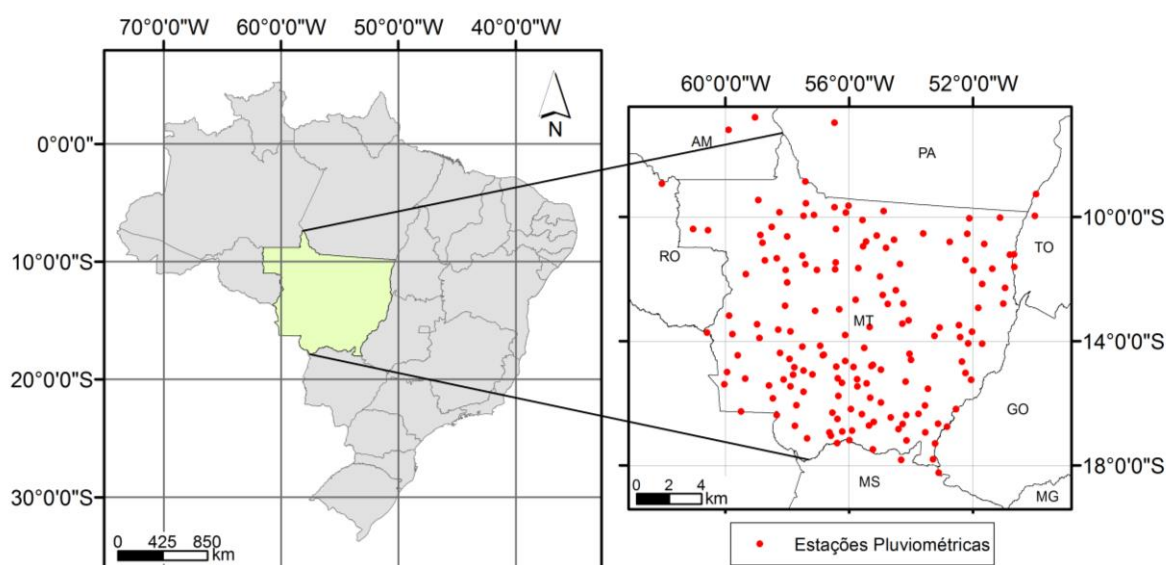 70°0'0"W 60°0'0"W 50°0'0"W 40°0'0"W
N
0°0'0"
10°0'0"S
20°0'0"S
30°0'0"S
0 425 850
km
60°0'0"W 56°0'0"W 52°0'0"W
AM
PA
10°0'0"S
RO
TO
MT
14°0'0"S
GO
18°0'0"S
MS
MG
0 2 4
km
Estações Pluviométricas